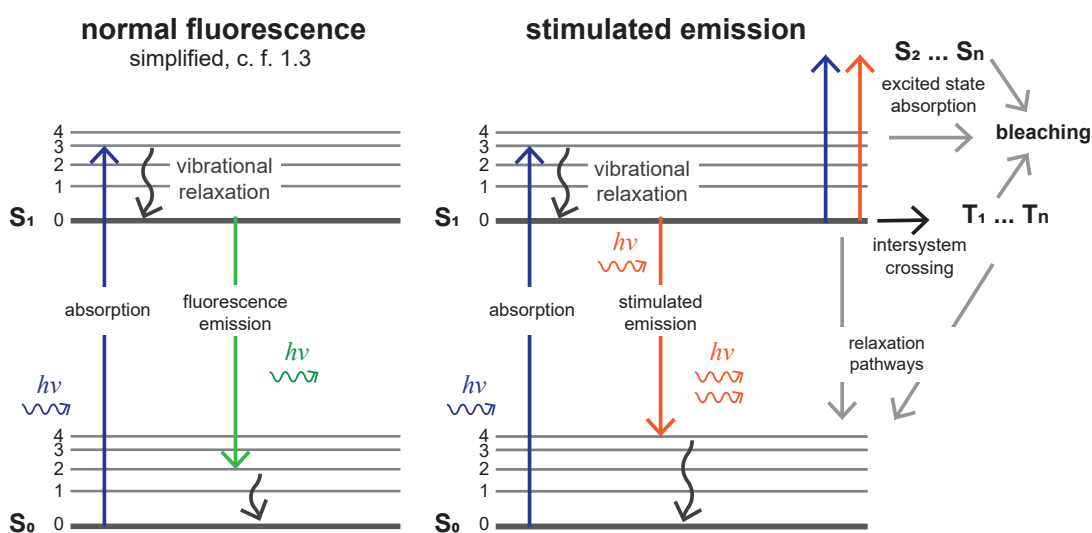 normal fluorescence
simplified, c. f. 1.3
4
3
2
1
S₁ 0
vibrational
relaxation
absorption
fluorescence
emission
hν
hν
4
3
2
1
S₀ 0
stimulated emission
4
3
2
1
S₁ 0
vibrational
relaxation
hν
absorption
stimulated
emission
hν
hν
4
3
2
1
S₀ 0
S₂ ... Sₙ
excited state
absorption
bleaching
T₁ ... Tₙ
intersystem
crossing
relaxation
pathways